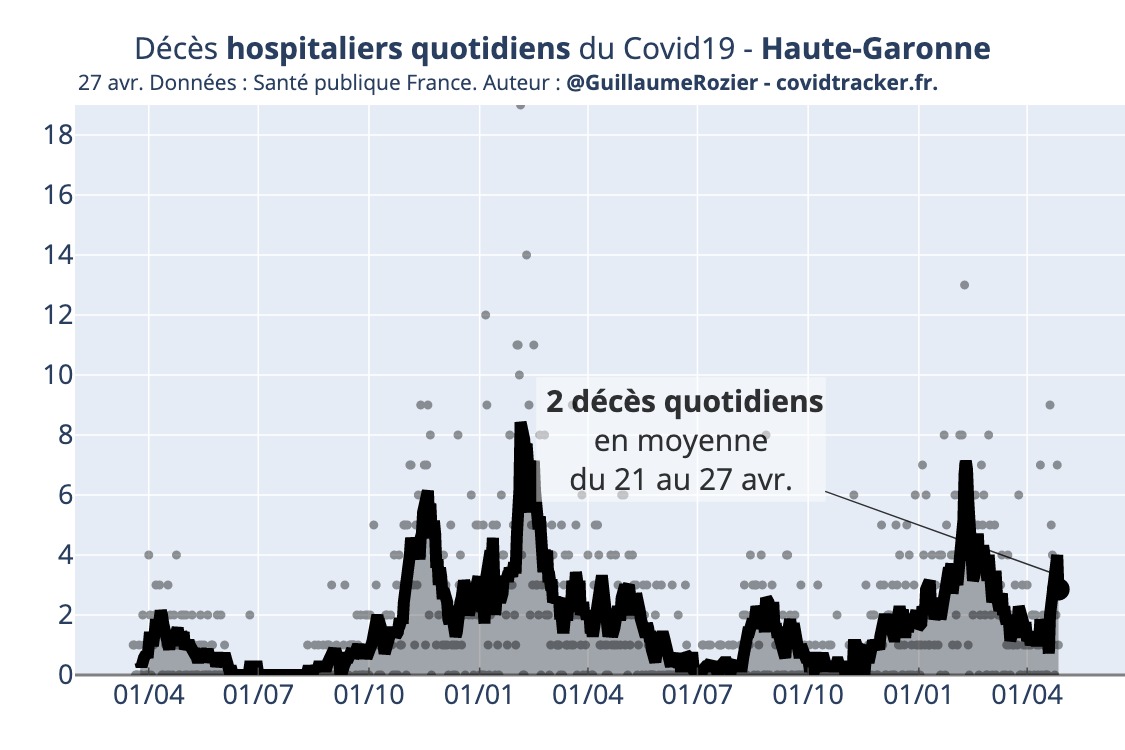 Décès hospitaliers quotidiens du Covid19 - Haute-Garonne
27 avr. Données : Santé publique France. Auteur : @GuillaumeRozier - covidtracker.fr.
18
16
14
12
10
8
6
4
2
0
2 décès quotidiens
en moyenne
du 21 au 27 avr.
01/04 01/07 01/10 01/01 01/04 01/07 01/10 01/01 01/04